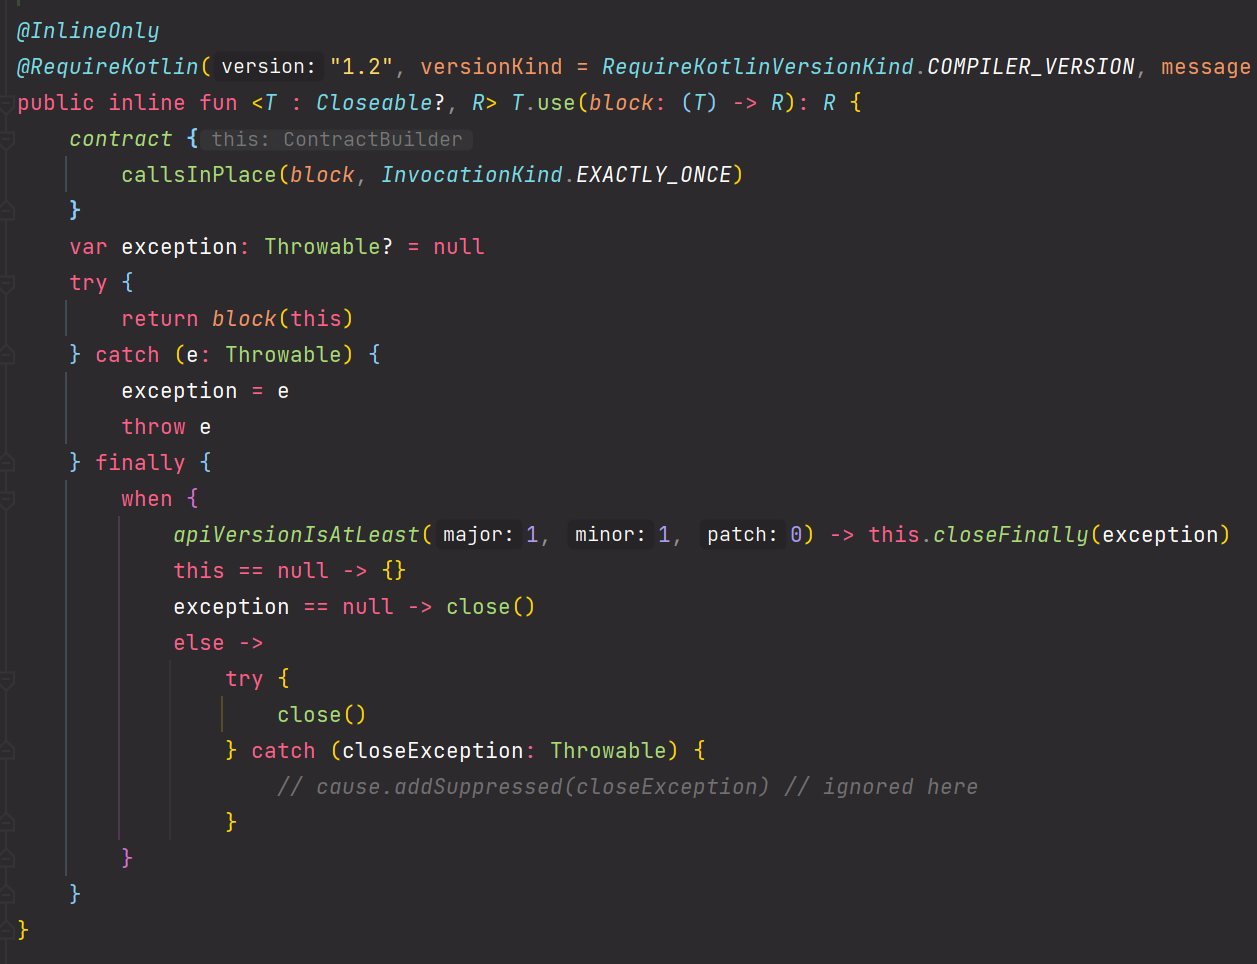 @InlineOnly
@RequireKotlin( version: "1.2", versionKind = RequireKotlinVersionKind.COMPILER_VERSION, message
public inline fun <T : Closeable?, R> T.use(block: (T) -> R): R {
    contract { this: ContractBuilder
        callsInPlace(block, InvocationKind.EXACTLY_ONCE)
    }
    var exception: Throwable? = null
    try {
        return block(this)
    } catch (e: Throwable) {
        exception = e
        throw e
    } finally {
        when {
            apiVersionIsAtLeast( major: 1, minor: 1, patch: 0) -> this.closeFinally(exception)
            this == null -> {}
            exception == null -> close()
            else ->
                try {
                    close()
                } catch (closeException: Throwable) {
                    // cause.addSuppressed(closeException) // ignored here
                }
        }
    }
}